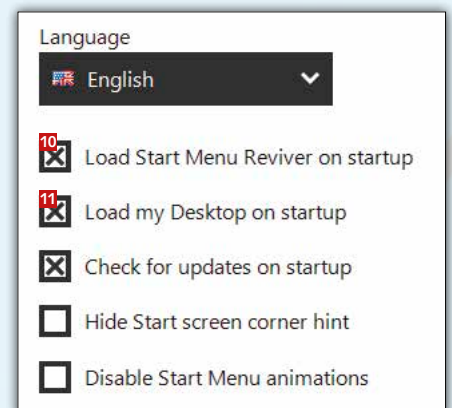 Language
English
10
Load Start Menu Reviver on startup
11
Load my Desktop on startup
Check for updates on startup
Hide Start screen corner hint
Disable Start Menu animations